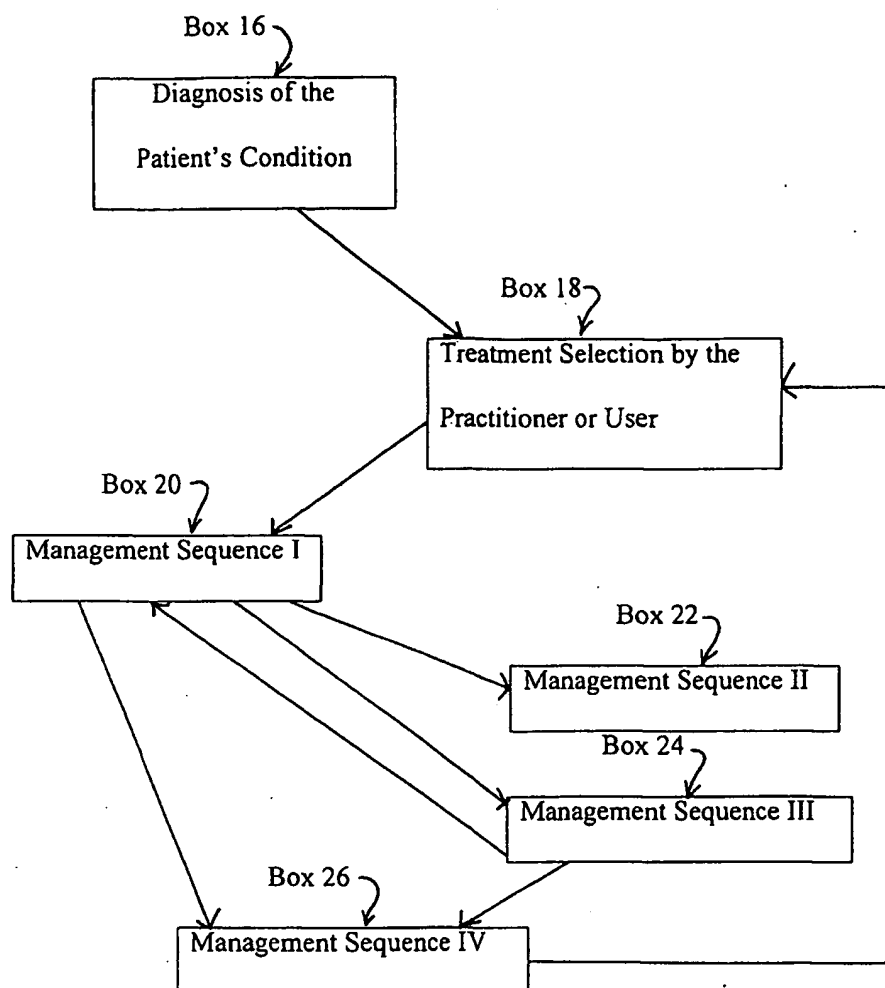 Box 16
Diagnosis of the
Patient's Condition
Box 18
Treatment Selection by the
Practitioner or User
Box 20
Management Sequence I
Box 22
Management Sequence II
Box 24
Management Sequence III
Box 26
Management Sequence IV